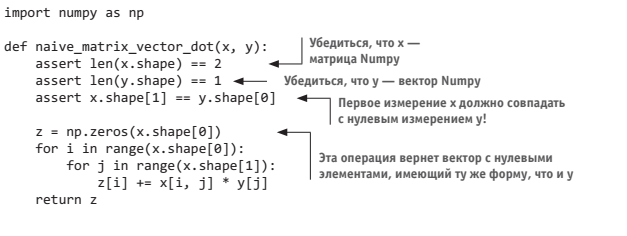 import numpy as np
def naive_matrix_vector_dot(x, y):
    assert len(x.shape) == 2
    assert len(y.shape) == 1
    assert x.shape[1] == y.shape[0]
    z = np.zeros(x.shape[0])
    for i in range(x.shape[0]):
        for j in range(x.shape[1]):
            z[i] += x[i, j] * y[j]
    return z
Убедиться, что x —
матрица Numpy
Убедиться, что y — вектор Numpy
Первое измерение x должно совпадать
с нулевым измерением y!
Эта операция вернет вектор с нулевыми
элементами, имеющий ту же форму, что и y